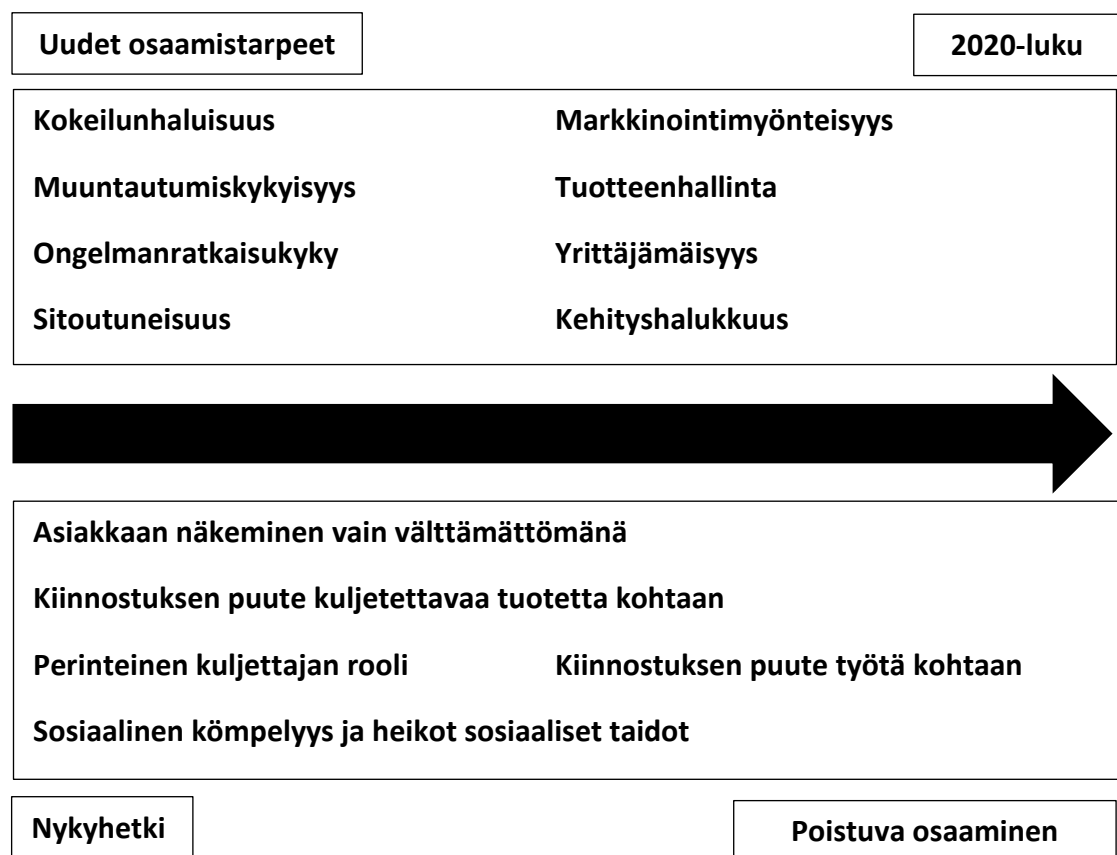 Uudet osaamistarpeet 2020-luku
Kokeilunhaluisuus Markkinointimyönteisyys
Muuntautumiskykyisyys Tuotteenhallinta
Ongelmanratkaisukyky Yrittäjämäisyys
Sitoutuneisuus Kehityshalukkuus
Asiakkaan näkeminen vain välttämättömänä
Kiinnostuksen puute kuljetettavaa tuotetta kohtaan
Perinteinen kuljettajan rooli Kiinnostuksen puute työtä kohtaan
Sosiaalinen kömpelyys ja heikot sosiaaliset taidot
Nykyhetki Poistuva osaaminen